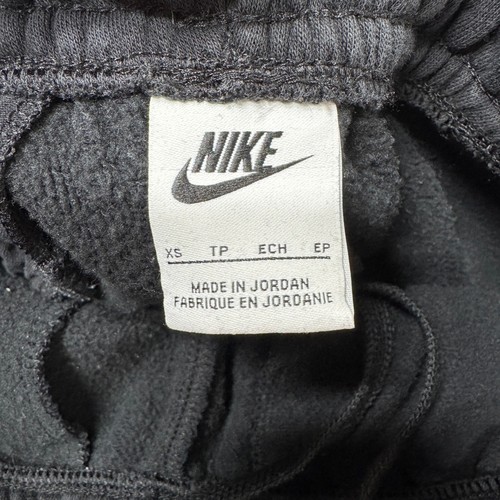 NIKE
XS TP ECH EP
MADE IN JORDAN
FABRIQUE EN JORDANIE